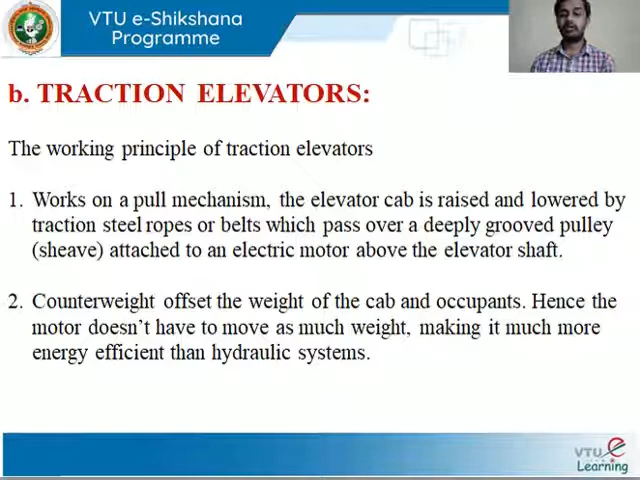 VTU e-Shikshana
Programme
b. TRACTION ELEVATORS:
The working principle of traction elevators
1. Works on a pull mechanism, the elevator cab is raised and lowered by
traction steel ropes or belts which pass over a deeply grooved pulley
(sheave) attached to an electric motor above the elevator shaft.
2. Counterweight offset the weight of the cab and occupants. Hence the
motor doesn't have to move as much weight, making it much more
energy efficient than hydraulic systems.
VTU e
Learning